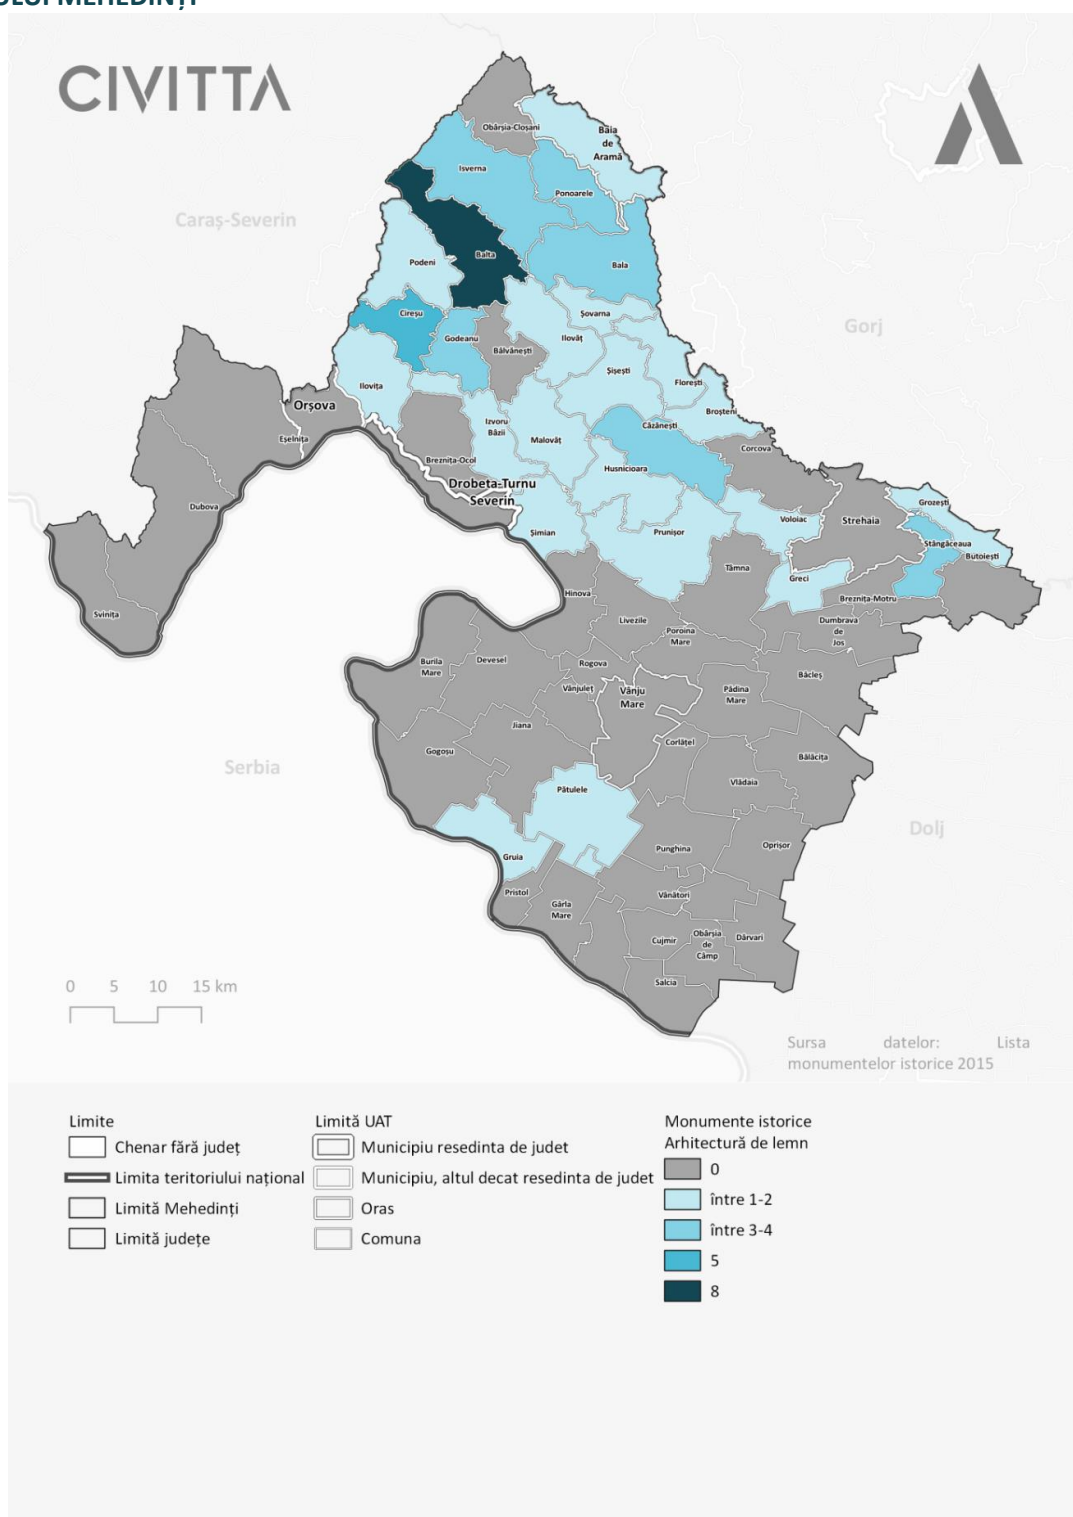 CIVITTA
Obârșia-Cloșani
Baia
de
Aramă
Isverna
Ponoarele
Caraș-Severin
Balta
Podeni
Bala
Cireșu
Șovarna
Gorj
Godeanu
Ilovăț
Bâlvănești
Șișești
Ilovița
Florești
Orșova
Broșteni
Izvoru
Bâzii
Căzănești
Eșelnița
Malovăț
Corcova
Breznița-Ocol
Husnicioara
Drobeta-Turnu
Severin
Grozești
Dubova
Șimian
Prunișor
Voloiac
Strehaia
Stângăceaua
Butoiești
Tâmna
Greci
Hinova
Breznița-Motru
Svinița
Livezile
Dumbrava
de
Jos
Poroina
Mare
Burila
Mare
Devesel
Rogova
Bâcleș
Vânjuleț
Vânju
Mare
Pădina
Mare
Jiana
Corlățel
Gogoșu
Bălăcița
Serbia
Vlădaia
Pătulele
Dolj
Punghina
Oprișor
Gruia
Pristol
Vânători
Gârla
Mare
Cujmir
Obârșia
de
Câmp
Dârvari
Salcia
0 5 10 15 km
Sursa datelor: Lista
monumentelor istorice 2015
Limite
Chenar fără județ
Limita teritoriului național
Limită Mehedinți
Limită județe
Limită UAT
Municipiu resedinta de judet
Municipiu, altul decat resedinta de judet
Oras
Comuna
Monumente istorice
Arhitectură de lemn
0
între 1-2
între 3-4
5
8